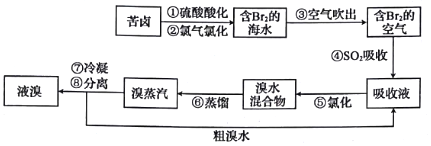 苦卤
①硫酸酸化
②氯气氯化
含Br₂的
海水
③空气吹出
含Br₂的
空气
④SO₂吸收
吸收液
⑤氯化
溴水
混合物
⑥蒸馏
溴蒸汽
⑦冷凝
⑧分离
液溴
粗溴水